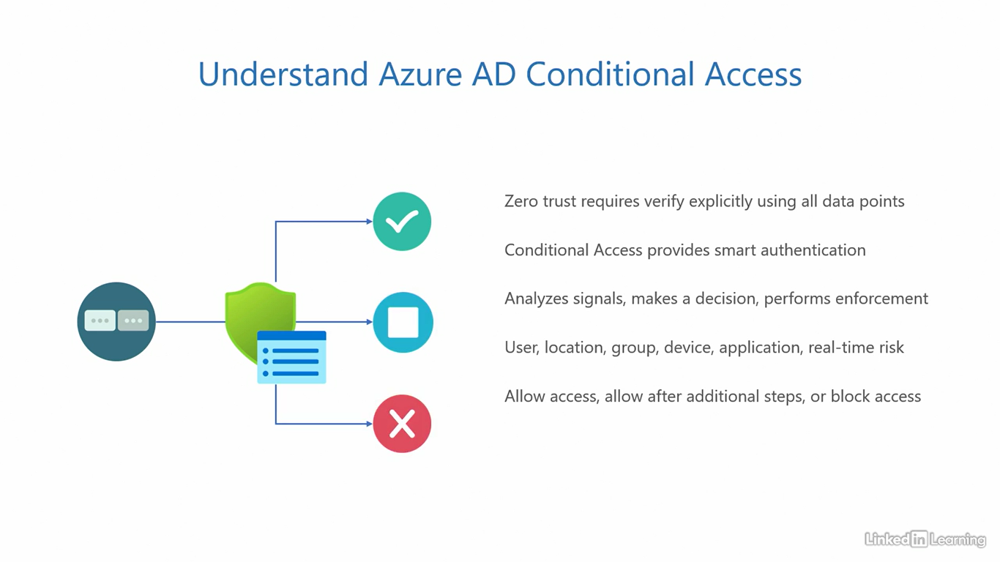 Understand Azure AD Conditional Access
Zero trust requires verify explicitly using all data points
Conditional Access provides smart authentication
Analyzes signals, makes a decision, performs enforcement
User, location, group, device, application, real-time risk
Allow access, allow after additional steps, or block access
Linked in Learning